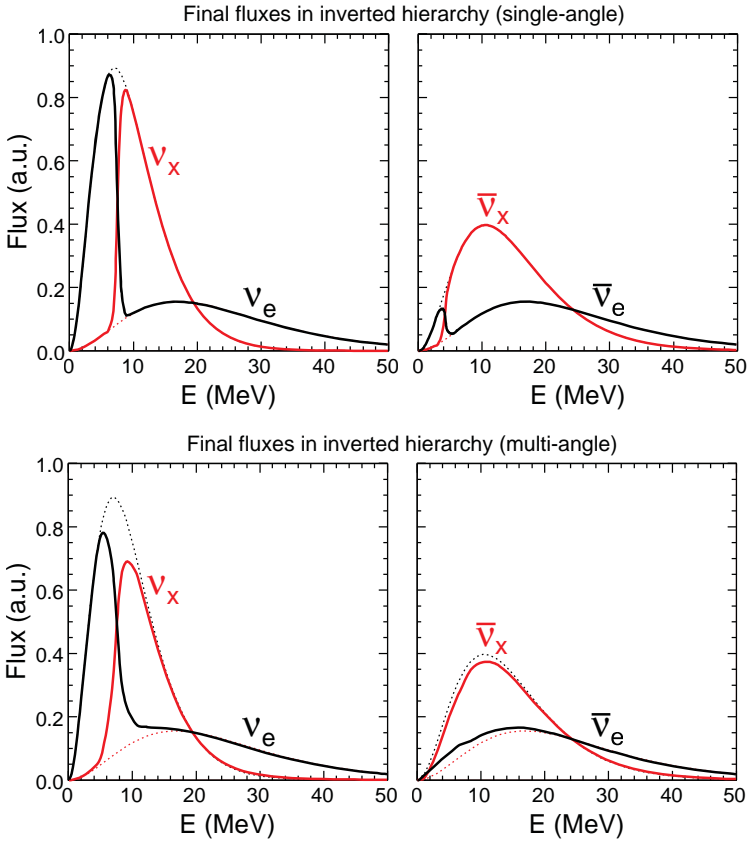 Final fluxes in inverted hierarchy (single-angle)
Flux (a.u.)
1.0
0.8
0.6
0.4
0.2
0.0
0 10 20 30 40 50
0 10 20 30 40 50
E (MeV)
E (MeV)
νx
νe
ν̅x
ν̅e
Final fluxes in inverted hierarchy (multi-angle)
Flux (a.u.)
1.0
0.8
0.6
0.4
0.2
0.0
0 10 20 30 40 50
0 10 20 30 40 50
E (MeV)
E (MeV)
νx
νe
ν̅x
ν̅e